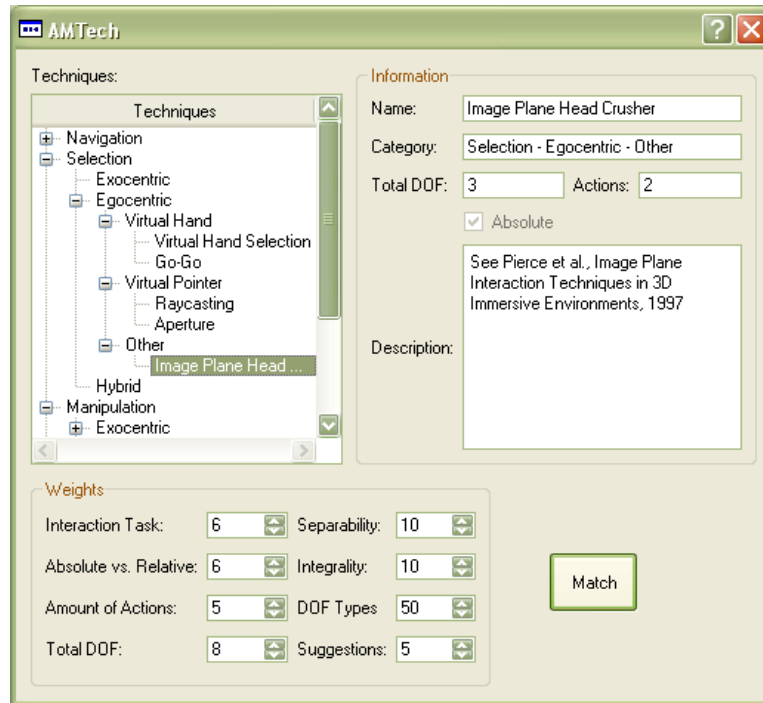 AMTech
Techniques:
Techniques
Navigation
Selection
Exocentric
Egocentric
Virtual Hand
Virtual Hand Selection
Go-Go
Virtual Pointer
Raycasting
Aperture
Other
Image Plane Head ...
Hybrid
Manipulation
Exocentric
Information
Name: Image Plane Head Crusher
Category: Selection - Egocentric - Other
Total DOF: 3 Actions: 2
Absolute
Description:
See Pierce et al., Image Plane
Interaction Techniques in 3D
Immersive Environments, 1997
Weights
Interaction Task: 6 Separability: 10
Absolute vs. Relative: 6 Integrality: 10
Amount of Actions: 5 DOF Types 50
Total DOF: 8 Suggestions: 5
Match